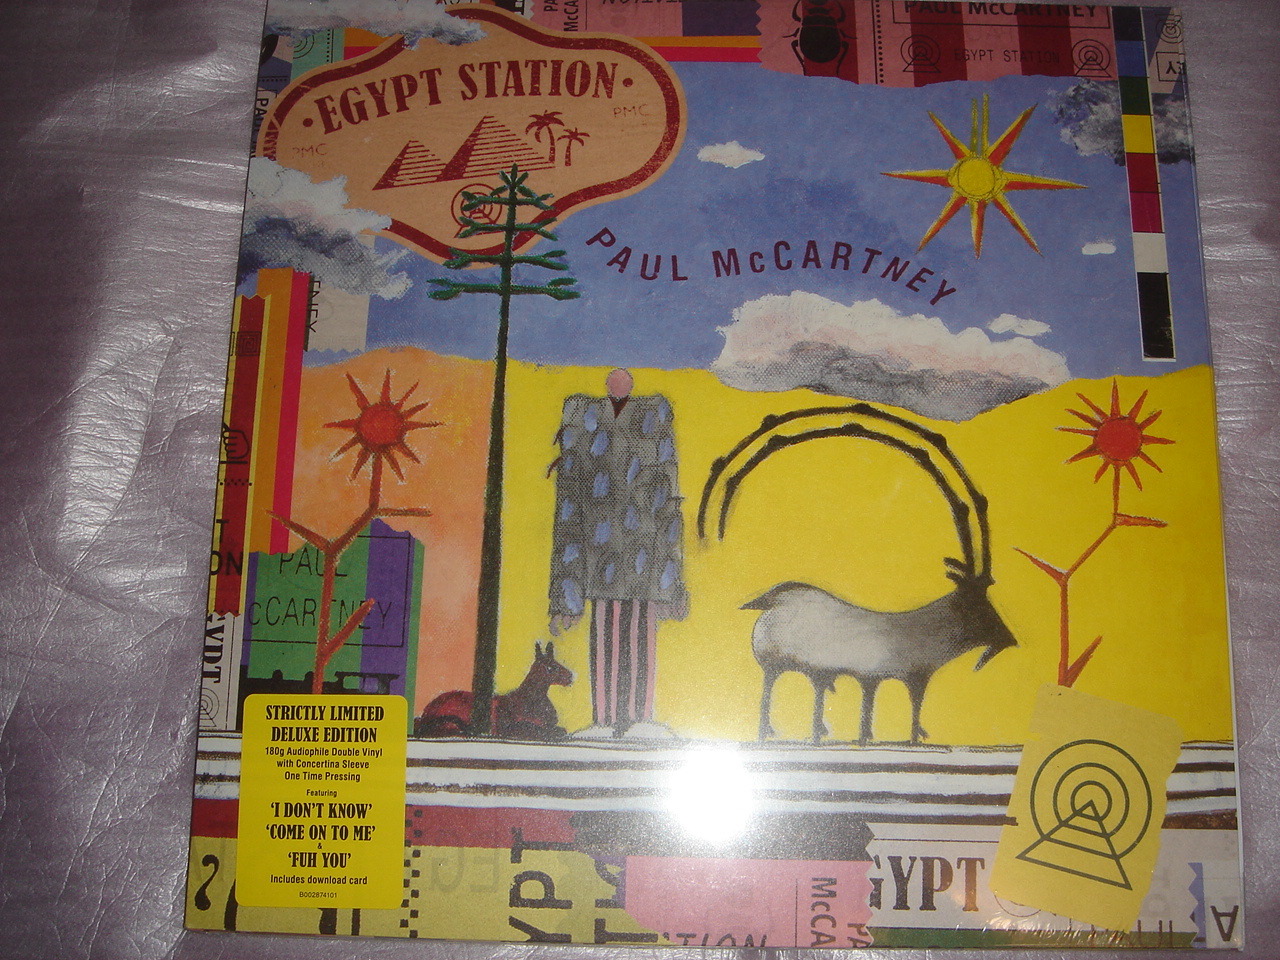 PAUL McCARTNEY
EGYPT STATION
• EGYPT STATION •
PMC
PMC
PAUL McCARTNEY
PAUL
McCARTNEY
STRICTLY LIMITED
DELUXE EDITION
180g Audiophile Double Vinyl
with Concertina Sleeve
One Time Pressing
Featuring
‘I DON’T KNOW’
‘COME ON TO ME’
&
‘FUH YOU’
Includes download card
B002874101
EGYPT